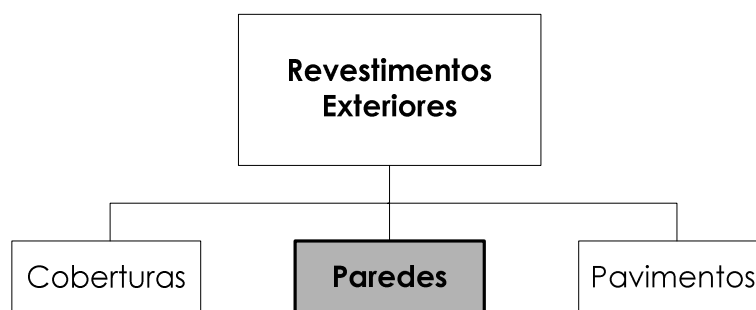 Revestimentos
Exteriores
Coberturas
Paredes
Pavimentos